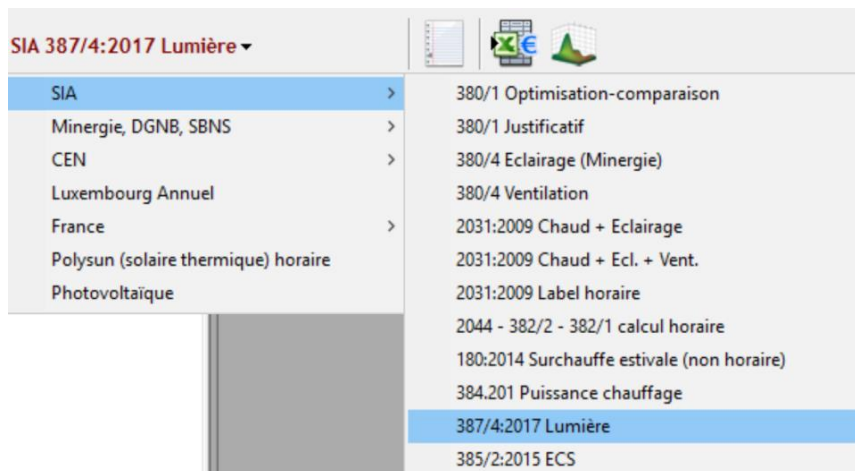 SIA 387/4:2017 Lumière
SIA
Minergie, DGNB, SBNS
CEN
Luxembourg Annuel
France
Polysun (solaire thermique) horaire
Photovoltaïque
380/1 Optimisation-comparaison
380/1 Justificatif
380/4 Eclairage (Minergie)
380/4 Ventilation
2031:2009 Chaud + Eclairage
2031:2009 Chaud + Ecl. + Vent.
2031:2009 Label horaire
2044 - 382/2 - 382/1 calcul horaire
180:2014 Surchauffe estivale (non horaire)
384.201 Puissance chauffage
387/4:2017 Lumière
385/2:2015 ECS